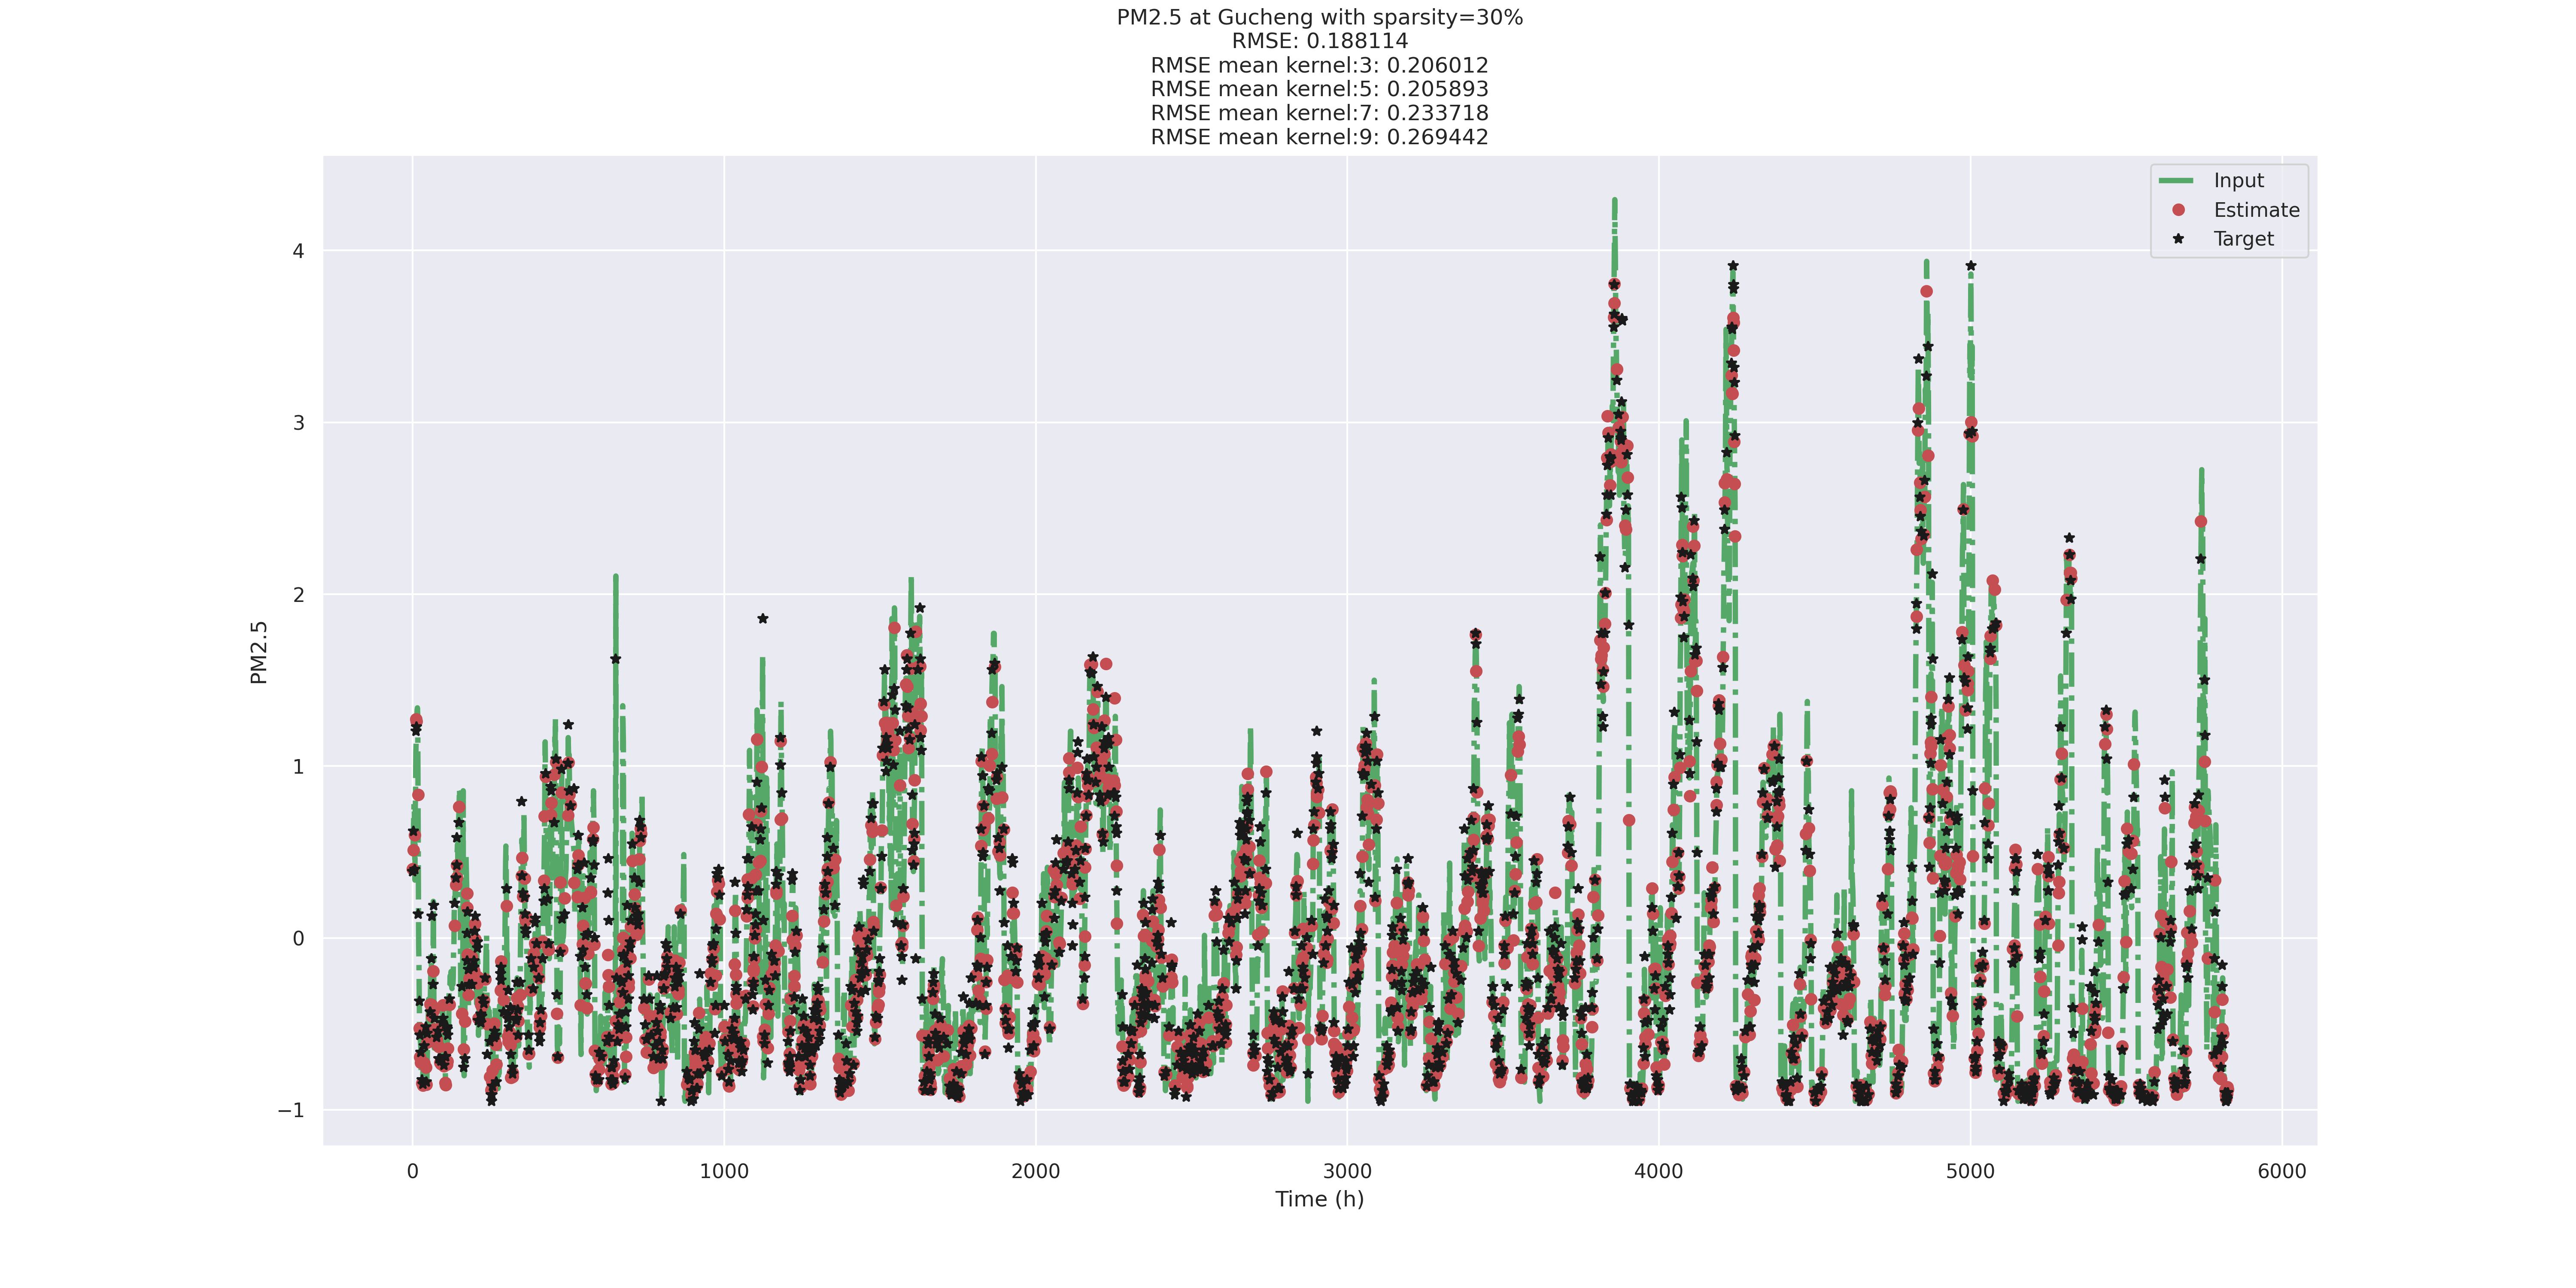 PM2.5 at Gucheng with sparsity=30%
RMSE: 0.188114
RMSE mean kernel:3: 0.206012
RMSE mean kernel:5: 0.205893
RMSE mean kernel:7: 0.233718
RMSE mean kernel:9: 0.269442
Input
Estimate
Target
4
3
2
1
0
−1
PM2.5
0 1000 2000 3000 4000 5000 6000
Time (h)